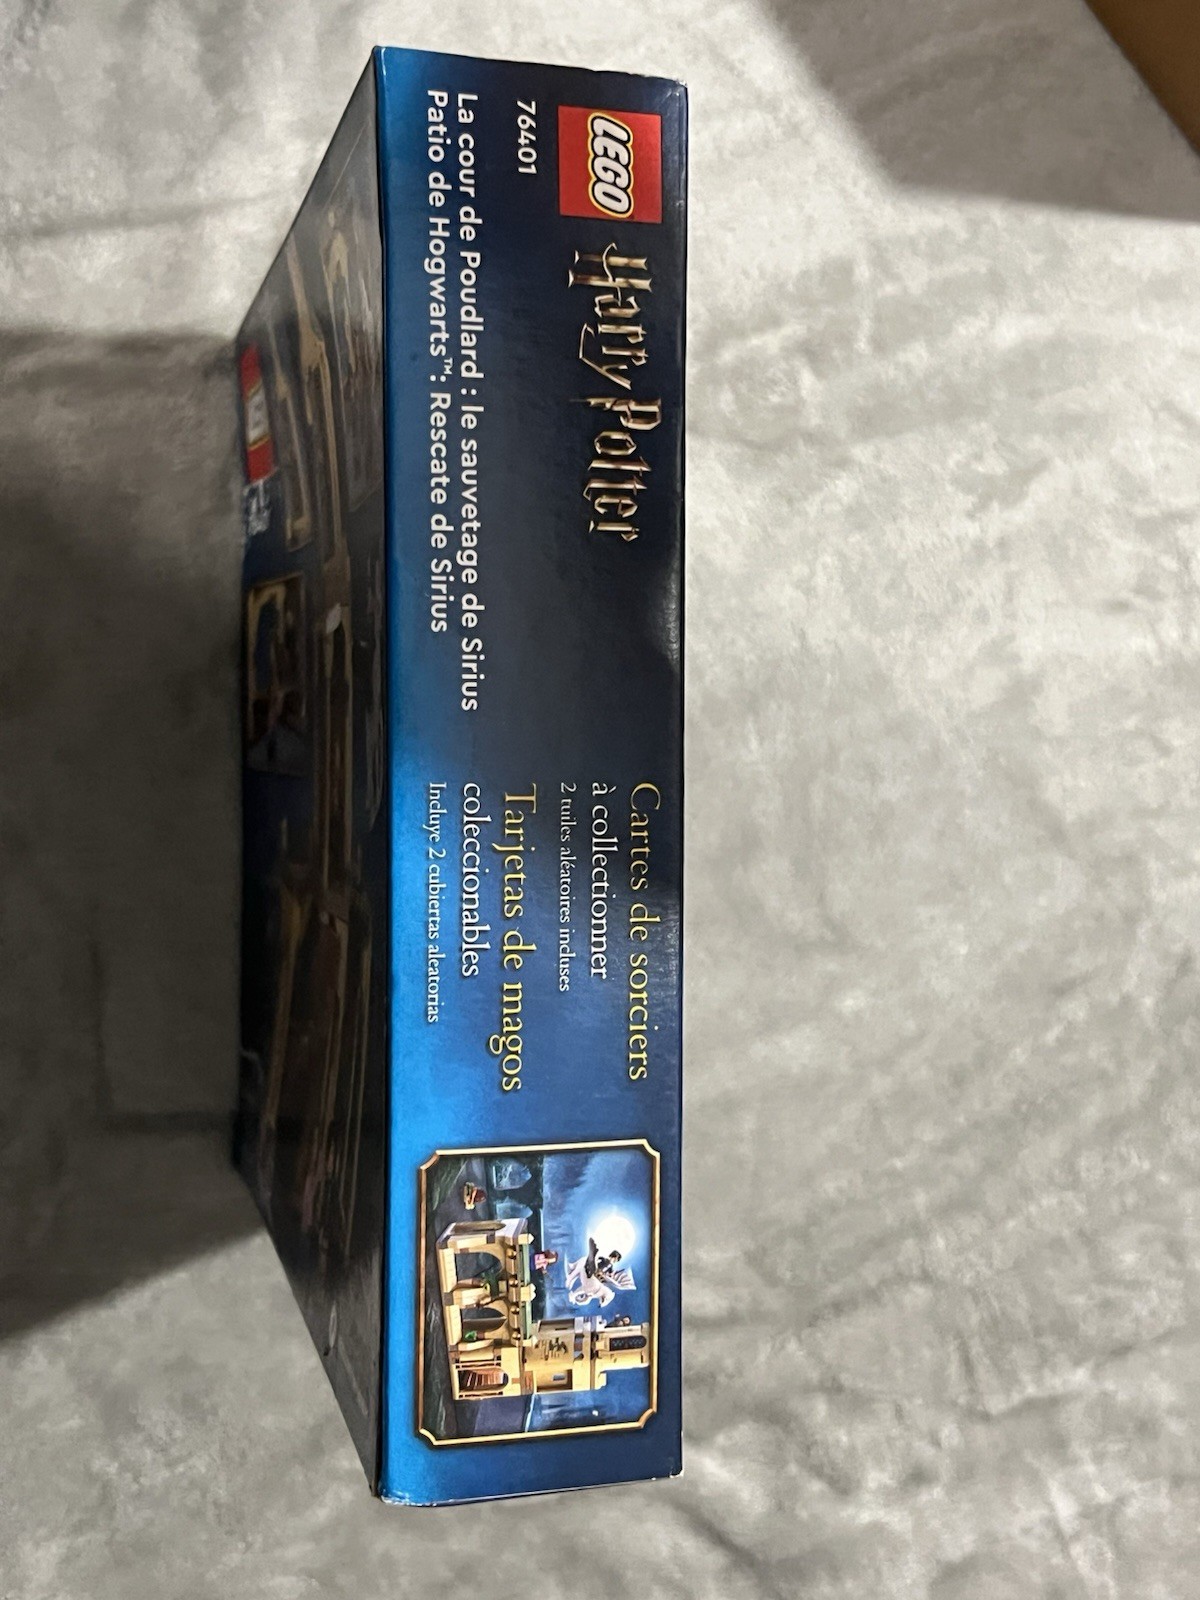 LEGO
Harry Potter
76401
La cour de Poudlard : le sauvetage de Sirius
Patio de Hogwarts™: Rescate de Sirius
Cartes de sorciers
à collectionner
2 tuiles aléatoires incluses
Tarjetas de magos
coleccionables
Incluye 2 cubiertas aleatorias